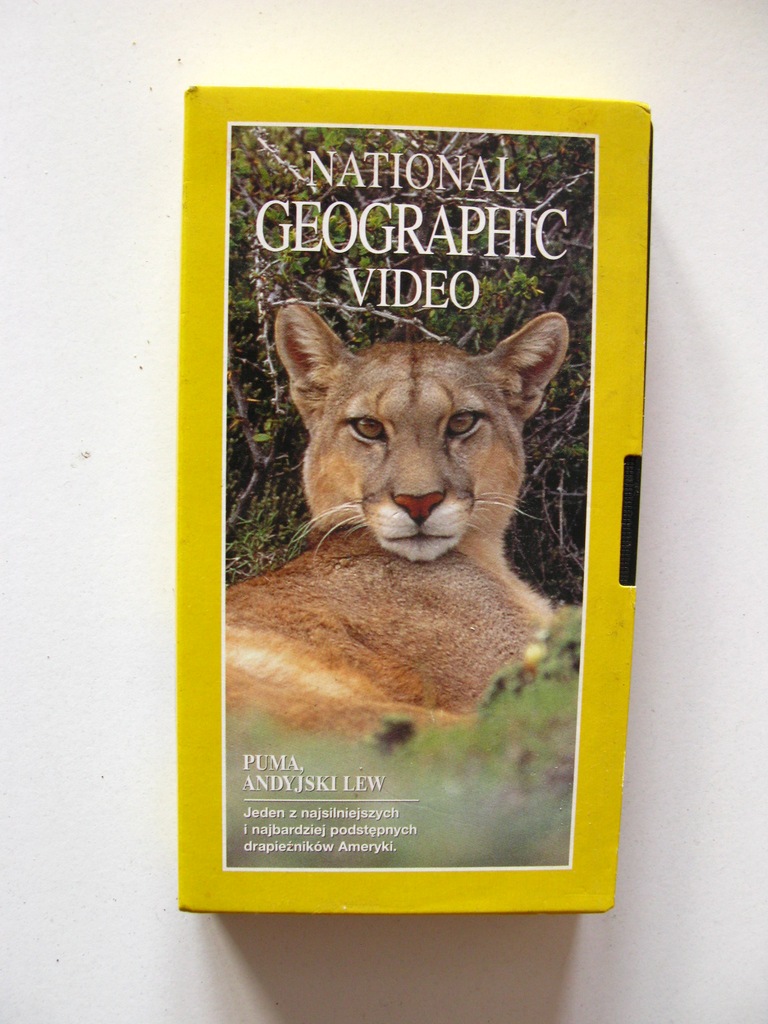 NATIONAL
GEOGRAPHIC
VIDEO
PUMA,
ANDYJSKI LEW
Jeden z najsilniejszych
i najbardziej podstępnych
drapieżników Ameryki.